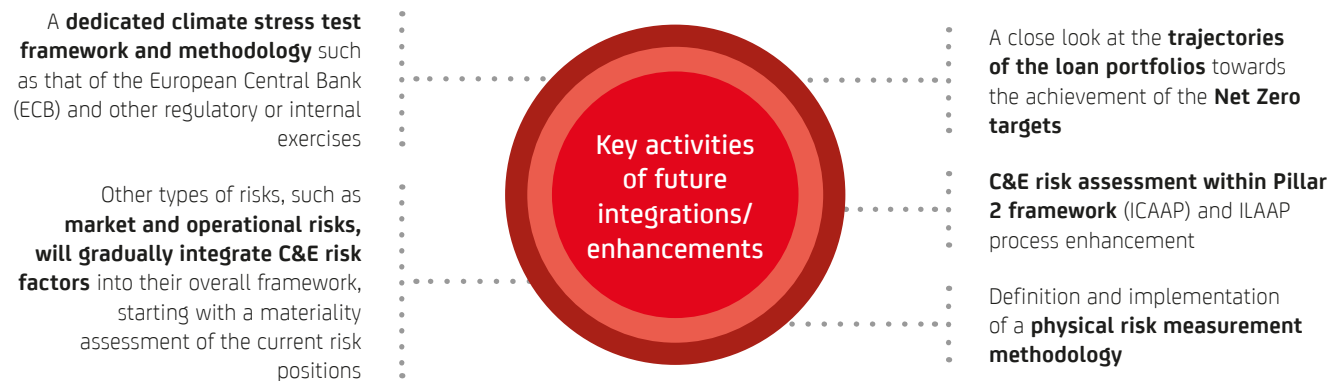 A dedicated climate stress test
framework and methodology such
as that of the European Central Bank
(ECB) and other regulatory or internal
exercises
Other types of risks, such as
market and operational risks,
will gradually integrate C&E risk
factors into their overall framework,
starting with a materiality
assessment of the current risk
positions
Key activities
of future
integrations/
enhancements
A close look at the trajectories
of the loan portfolios towards
the achievement of the Net Zero
targets
C&E risk assessment within Pillar
2 framework (ICAAP) and ILAAP
process enhancement
Definition and implementation
of a physical risk measurement
methodology